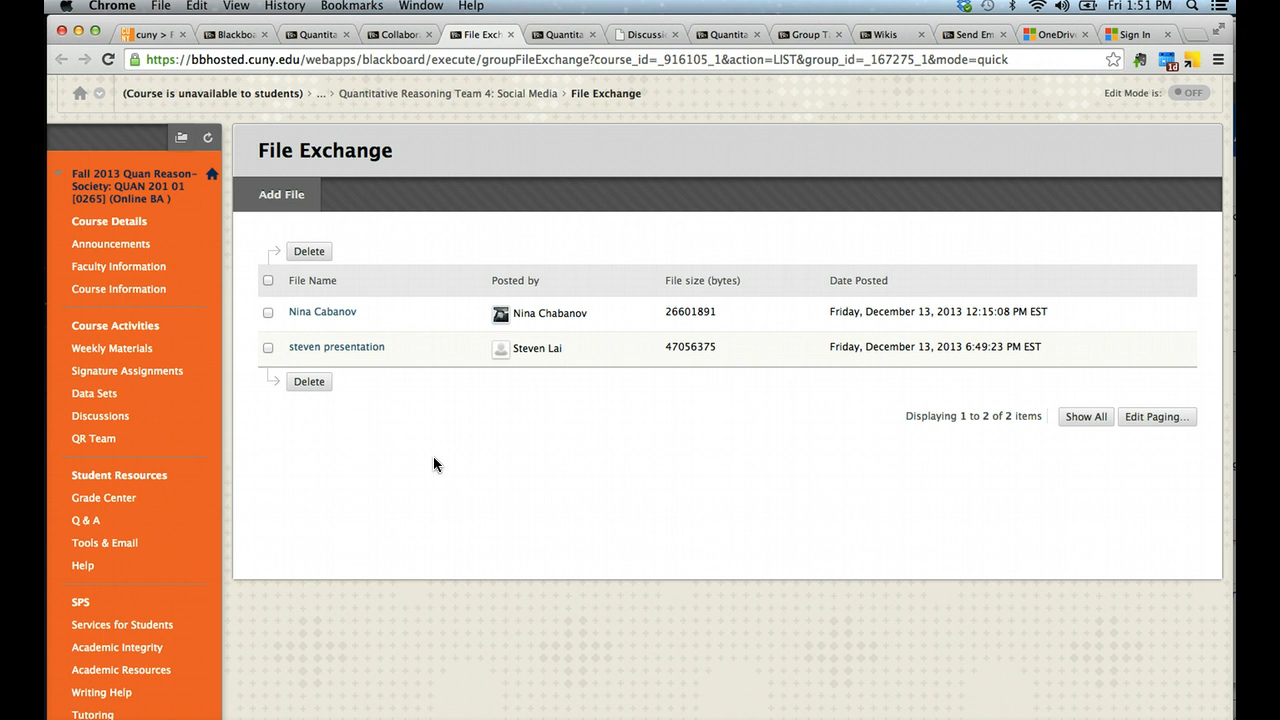 Chrome File Edit View History Bookmarks Window Help Fri 1:51 PM
cuny > F Blackboa Quantita Collabor File Exch Quantita Discussio Quantita Group Ta Wikis Send Em OneDriv Sign In
https://bbhosted.cuny.edu/webapps/blackboard/execute/groupFileExchange?course_id=_916105_1&action=LIST&group_id=_167275_1&mode=quick
(Course is unavailable to students) > ... > Quantitative Reasoning Team 4: Social Media > File Exchange Edit Mode is: OFF
File Exchange
Add File
Delete
File Name Posted by File size (bytes) Date Posted
Nina Cabanov Nina Chabanov 26601891 Friday, December 13, 2013 12:15:08 PM EST
steven presentation Steven Lai 47056375 Friday, December 13, 2013 6:49:23 PM EST
Delete
Displaying 1 to 2 of 2 items Show All Edit Paging...
Fall 2013 Quan Reason-
Society: QUAN 201 01
[0265] (Online BA )
Course Details
Announcements
Faculty Information
Course Information
Course Activities
Weekly Materials
Signature Assignments
Data Sets
Discussions
QR Team
Student Resources
Grade Center
Q & A
Tools & Email
Help
SPS
Services for Students
Academic Integrity
Academic Resources
Writing Help
Tutoring